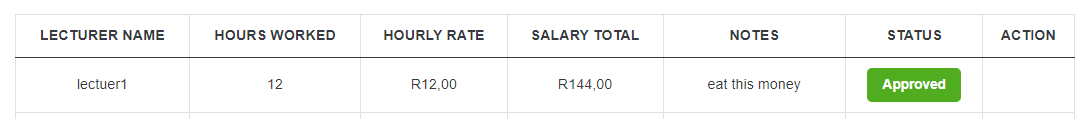 LECTURER NAME HOURS WORKED HOURLY RATE SALARY TOTAL NOTES STATUS ACTION
lectuer1 12 R12,00 R144,00 eat this money Approved